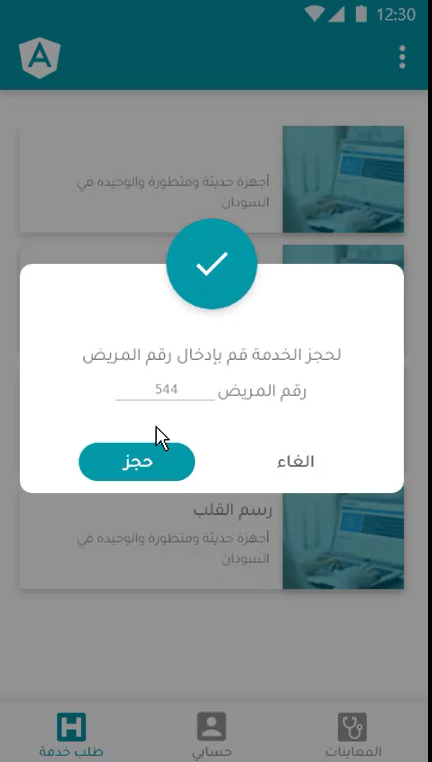 12:30
أجهزة حديثة ومتطورة والوحيده في
السودان
لحجز الخدمة قم بإدخال رقم المريض
رقم المريض 544
الغاء
حجز
رسم القلب
أجهزة حديثة ومتطورة والوحيده في
السودان
المعاينات
حسابي
طلب خدمة